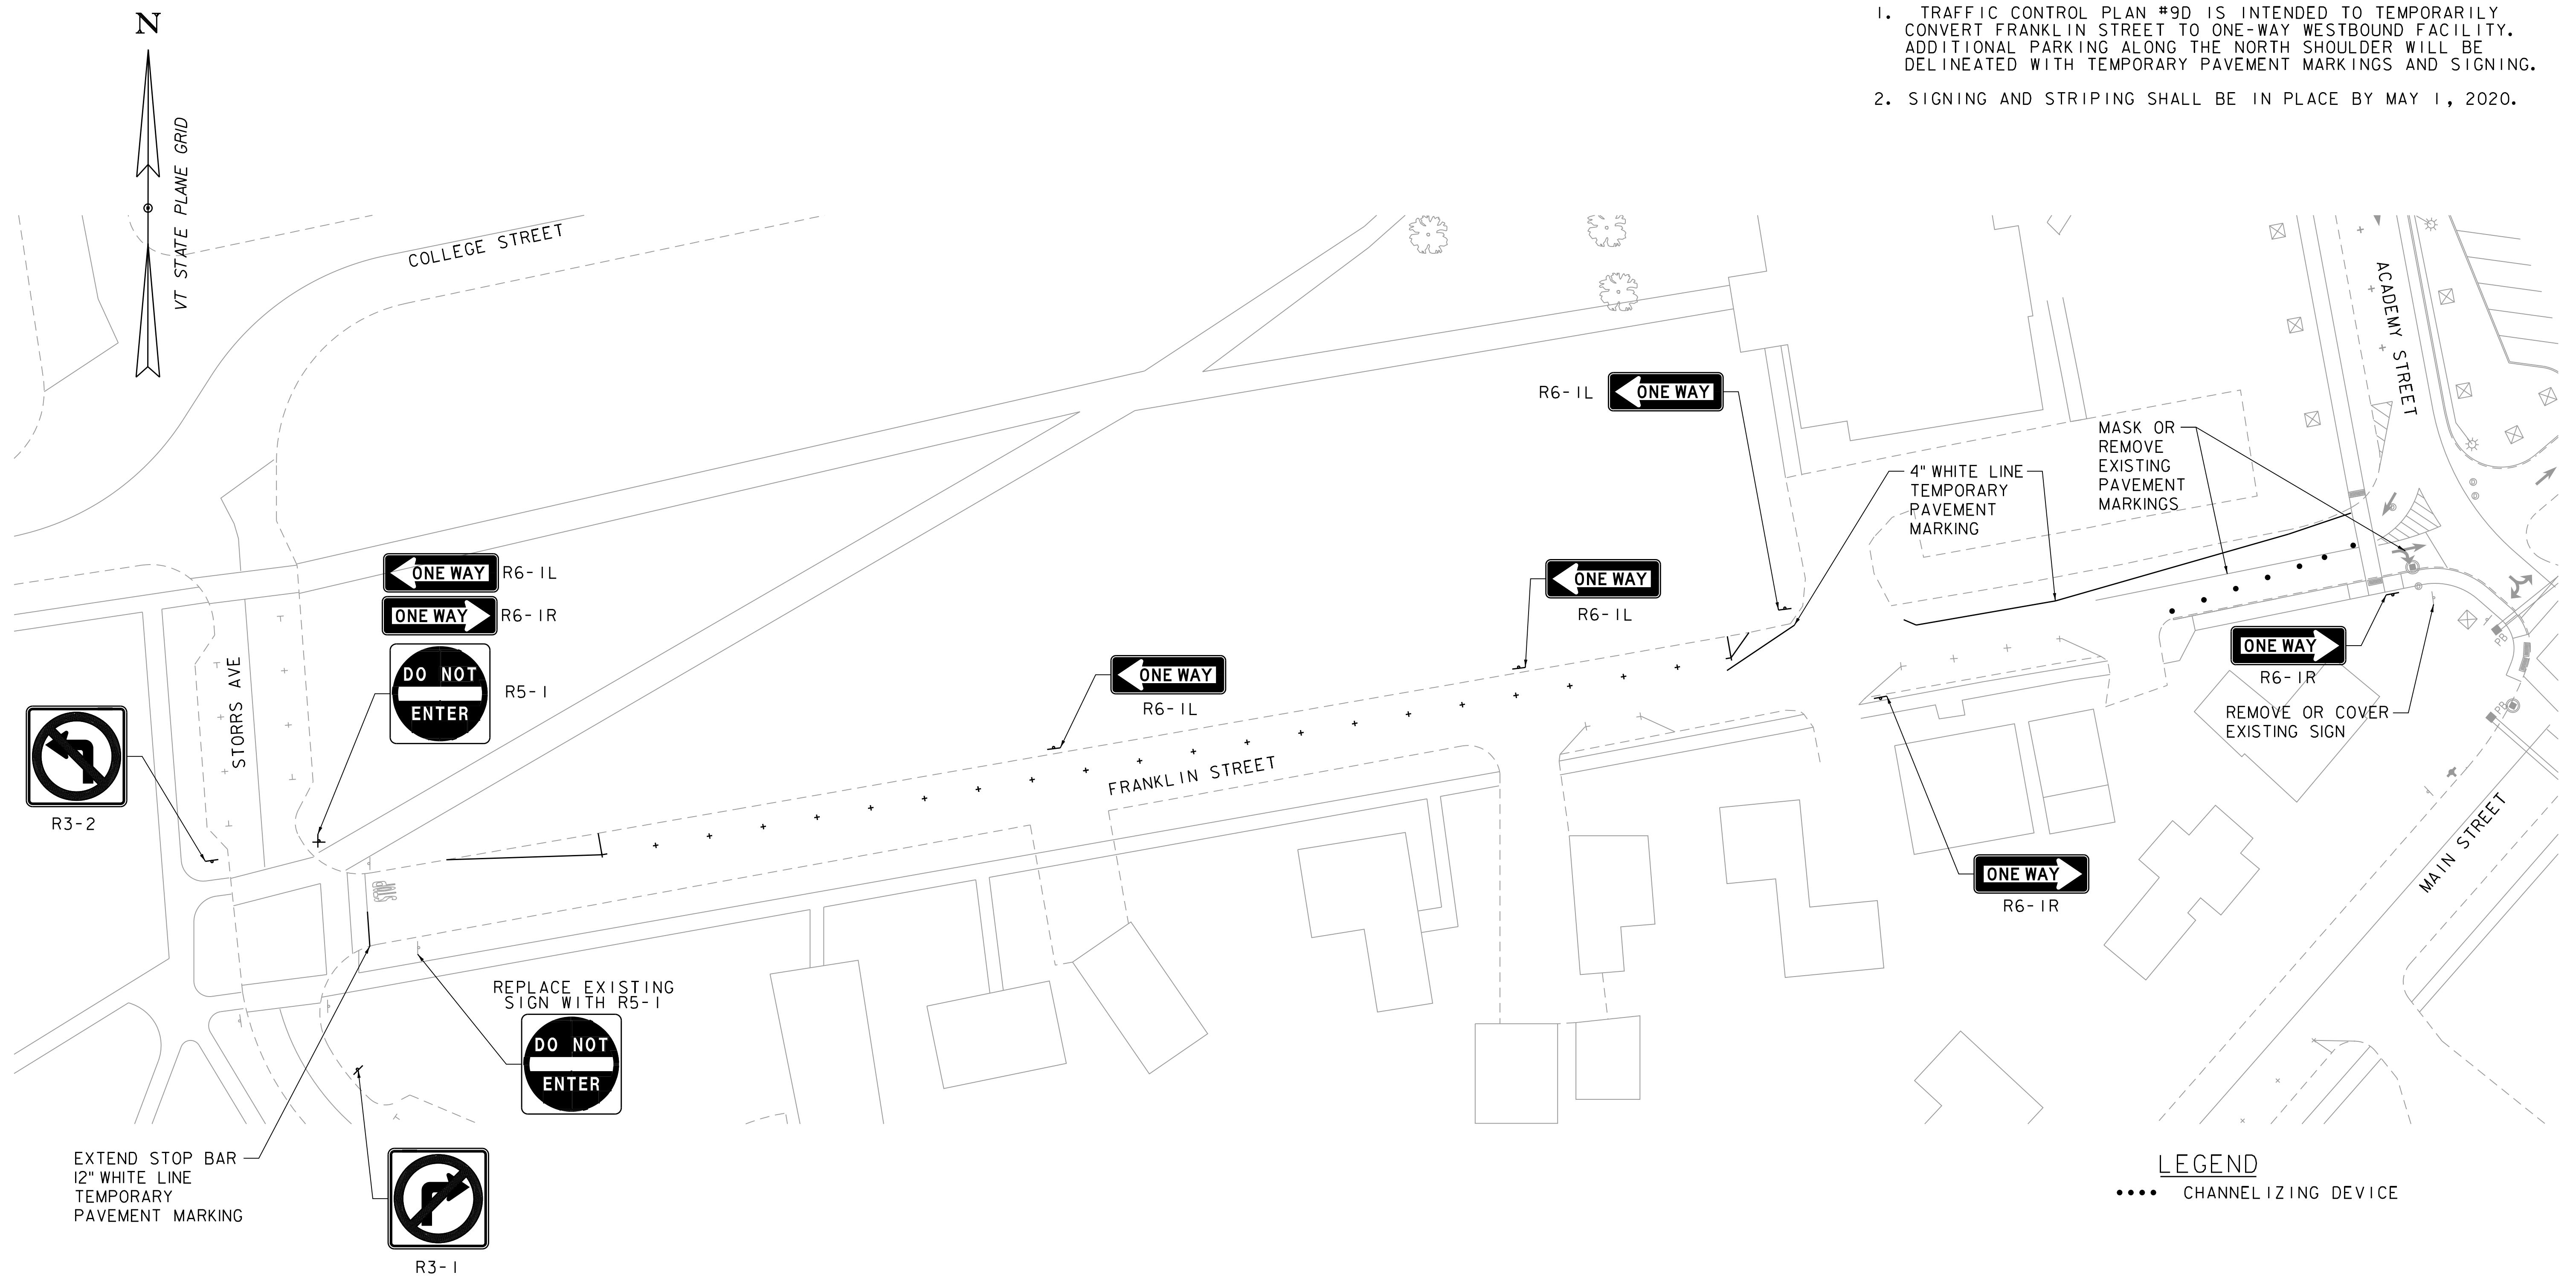 N
VT STATE PLANE GRID
1. TRAFFIC CONTROL PLAN #9D IS INTENDED TO TEMPORARILY
CONVERT FRANKLIN STREET TO ONE-WAY WESTBOUND FACILITY.
ADDITIONAL PARKING ALONG THE NORTH SHOULDER WILL BE
DELINEATED WITH TEMPORARY PAVEMENT MARKINGS AND SIGNING.
2. SIGNING AND STRIPING SHALL BE IN PLACE BY MAY 1, 2020.
COLLEGE STREET
ACADEMY STREET
R6-1L
ONE WAY
MASK OR
REMOVE
EXISTING
PAVEMENT
MARKINGS
4" WHITE LINE
TEMPORARY
PAVEMENT
MARKING
ONE WAY
R6-1L
ONE WAY
R6-1R
DO NOT
ENTER
R5-1
STORRS AVE
R3-2
ONE WAY
R6-1L
ONE WAY
R6-1L
FRANKLIN STREET
ONE WAY
R6-1R
REMOVE OR COVER
EXISTING SIGN
PB
PB
MAIN STREET
ONE WAY
R6-1R
STOP
REPLACE EXISTING
SIGN WITH R5-1
DO NOT
ENTER
EXTEND STOP BAR
12" WHITE LINE
TEMPORARY
PAVEMENT MARKING
R3-1
LEGEND
CHANNELIZING DEVICE